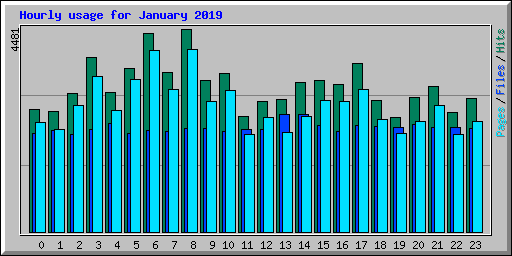 Hourly usage for January 2019
4481
Pages/Files/Hits
0 1 2 3 4 5 6 7 8 9 10 11 12 13 14 15 16 17 18 19 20 21 22 23